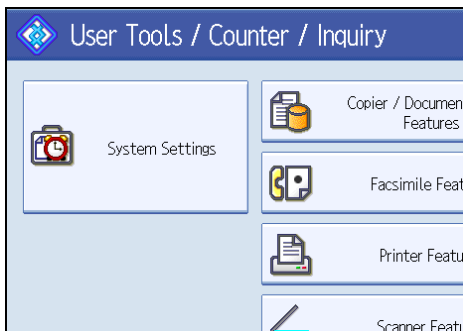 User Tools / Counter / Inquiry
System Settings
Copier / Documen
Features
Facsimile Feat
Printer Featu
Scanner Featu